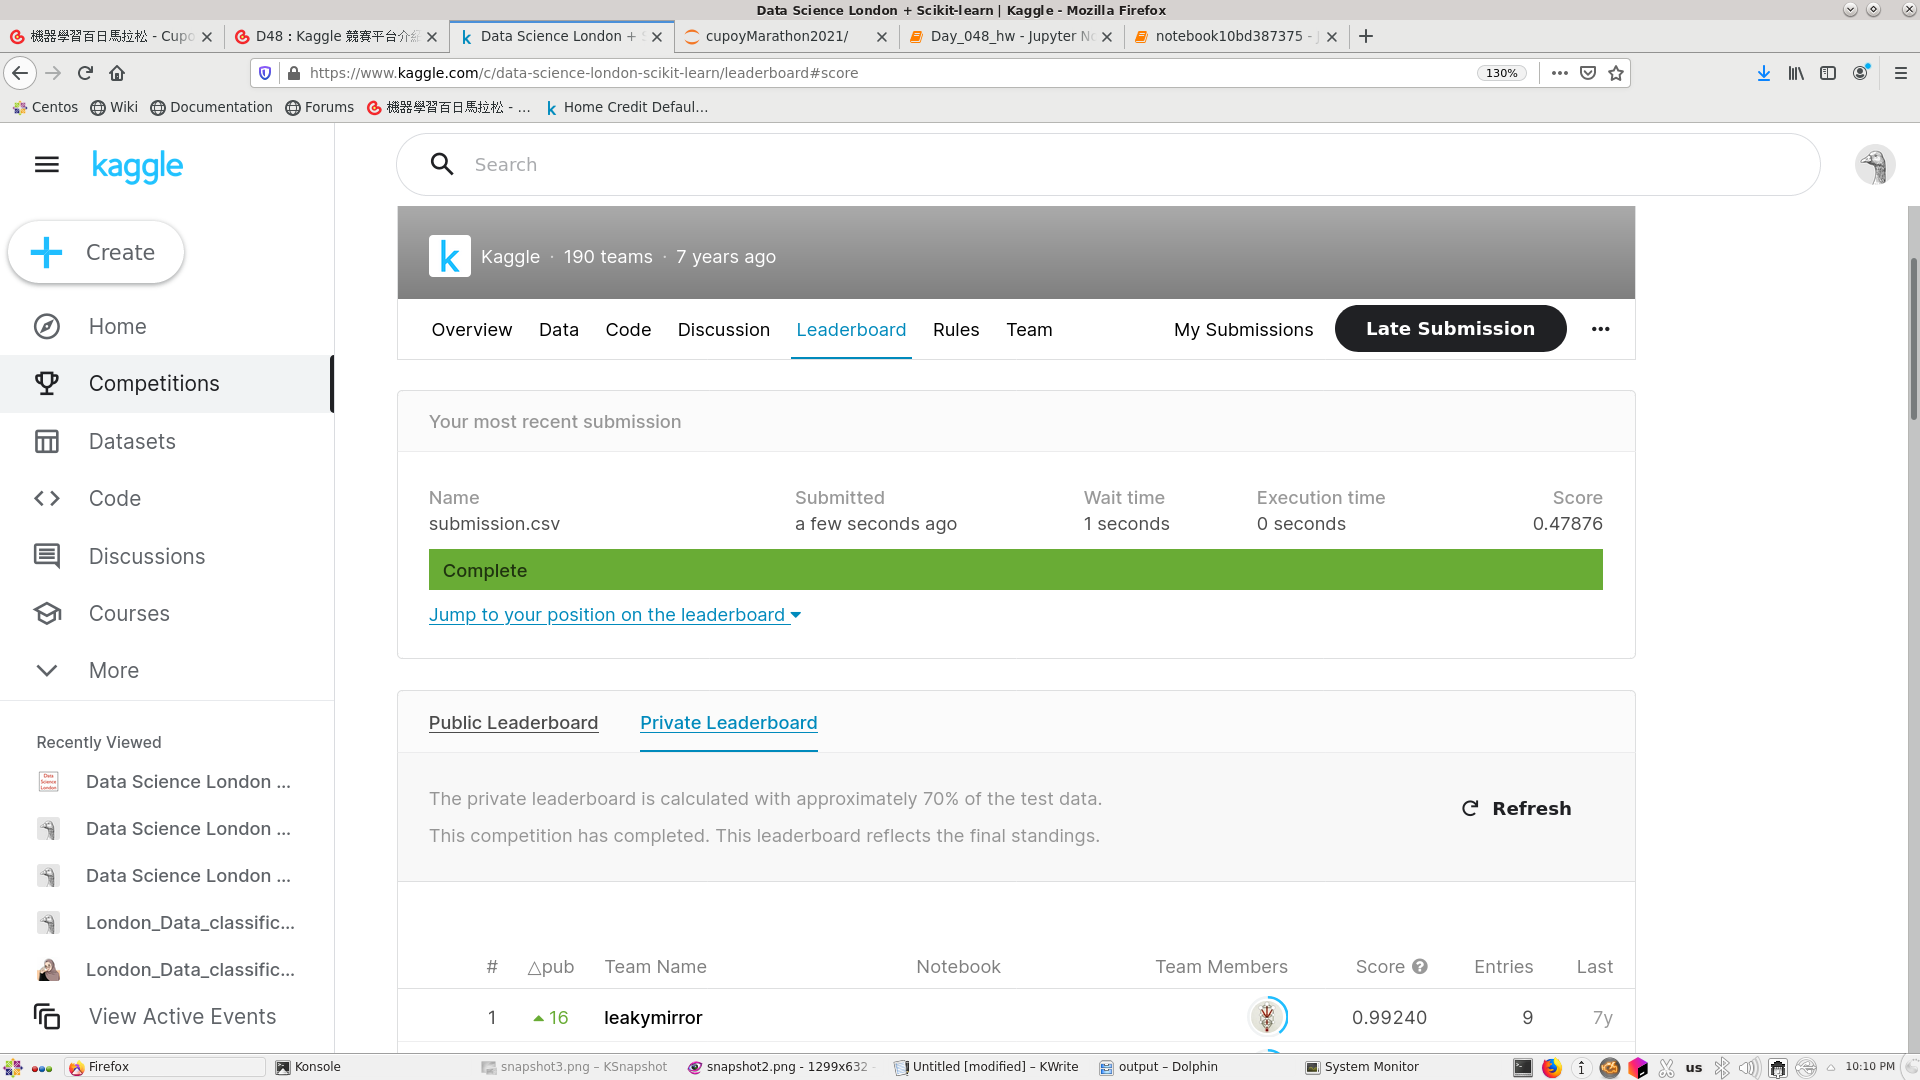 Data Science London + Scikit-learn | Kaggle - Mozilla Firefox
機器學習百日馬拉松 - Cupo
D48 : Kaggle 競賽平台介紹
Data Science London + S
cupoyMarathon2021/
Day_048_hw - Jupyter No
notebook10bd387375 - J
https://www.kaggle.com/c/data-science-london-scikit-learn/leaderboard#score
130%
Centos
Wiki
Documentation
Forums
機器學習百日馬拉松 - ...
Home Credit Defaul...
kaggle
Search
Create
Home
Competitions
Datasets
Code
Discussions
Courses
More
Recently Viewed
Data Science London ...
Data Science London ...
Data Science London ...
London_Data_classific...
London_Data_classific...
View Active Events
k
Kaggle · 190 teams · 7 years ago
Overview Data Code Discussion Leaderboard Rules Team My Submissions Late Submission
Your most recent submission
Name Submitted Wait time Execution time Score
submission.csv a few seconds ago 1 seconds 0 seconds 0.47876
Complete
Jump to your position on the leaderboard
Public Leaderboard Private Leaderboard
The private leaderboard is calculated with approximately 70% of the test data.
This competition has completed. This leaderboard reflects the final standings.
Refresh
# △pub Team Name Notebook Team Members Score Entries Last
1 16 leakymirror 0.99240 9 7y
Firefox
Konsole
snapshot3.png – KSnapshot
snapshot2.png - 1299x632
Untitled [modified] – KWrite
output – Dolphin
System Monitor
us
10:10 PM